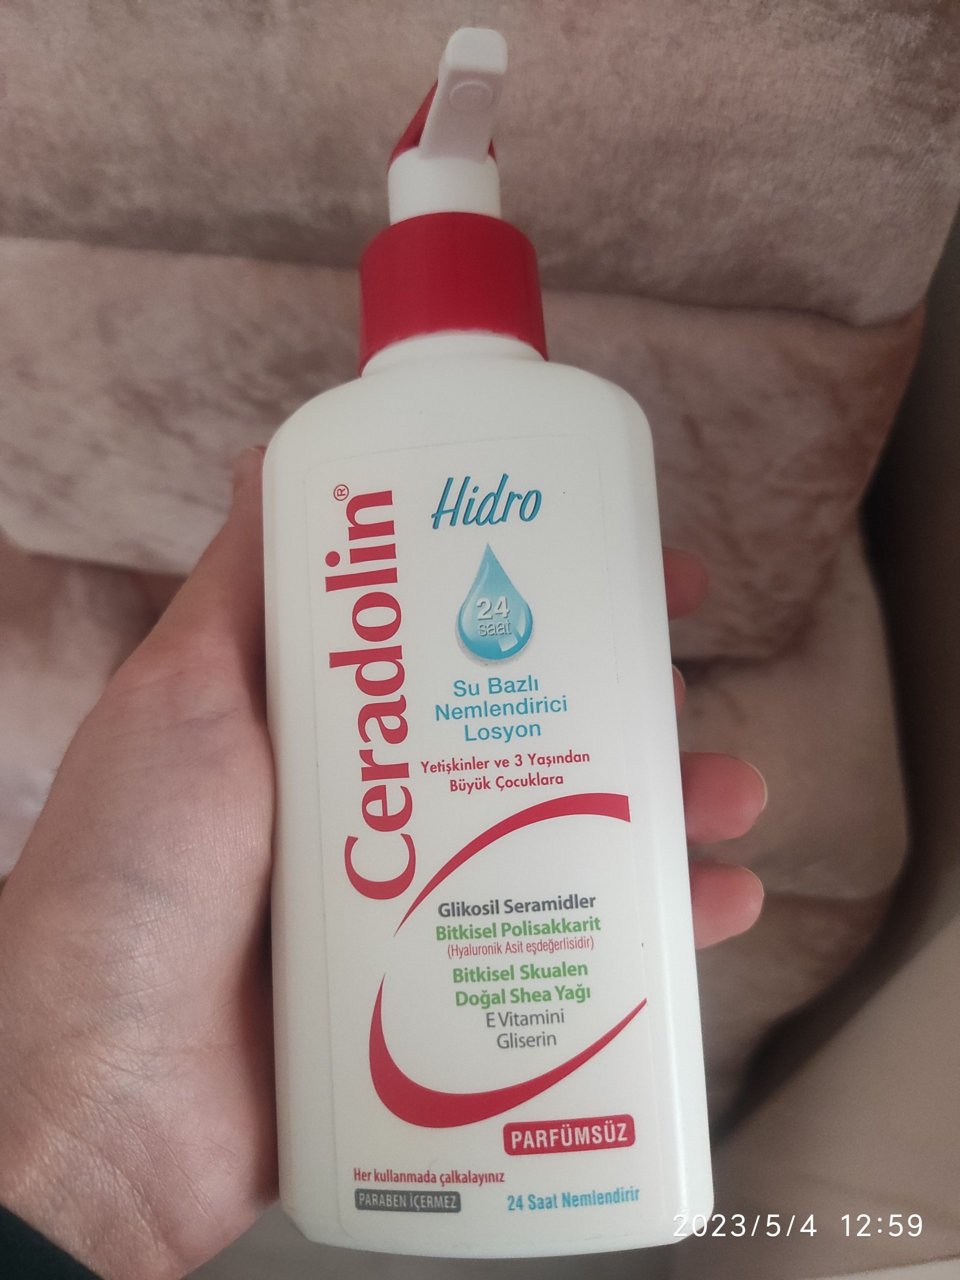 Ceradolin®
Hidro
24
saat
Su Bazlı
Nemlendirici
Losyon
Yetişkinler ve 3 Yaşından
Büyük Çocuklara
Glikosil Seramidler
Bitkisel Polisakkarit
(Hyaluronik Asit eşdeğerlisidir)
Bitkisel Skualen
Doğal Shea Yağı
E Vitamini
Gliserin
PARFÜMSÜZ
Her kullanmada çalkalayınız
PARABEN İÇERMEZ
24 Saat Nemlendirir
2023/5/4 12:59